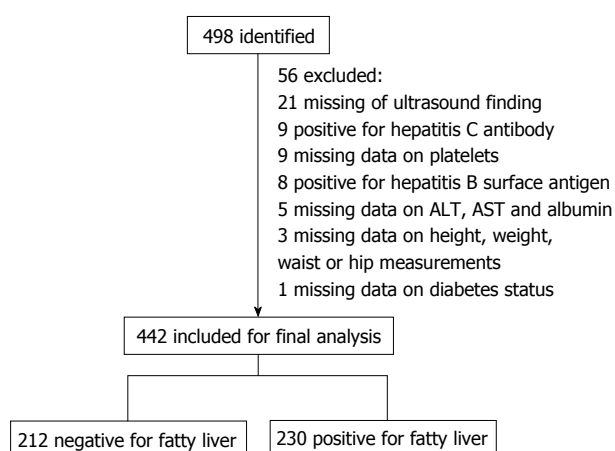 498 identified
56 excluded:
21 missing of ultrasound finding
9 positive for hepatitis C antibody
9 missing data on platelets
8 positive for hepatitis B surface antigen
5 missing data on ALT, AST and albumin
3 missing data on height, weight,
waist or hip measurements
1 missing data on diabetes status
442 included for final analysis
212 negative for fatty liver
230 positive for fatty liver